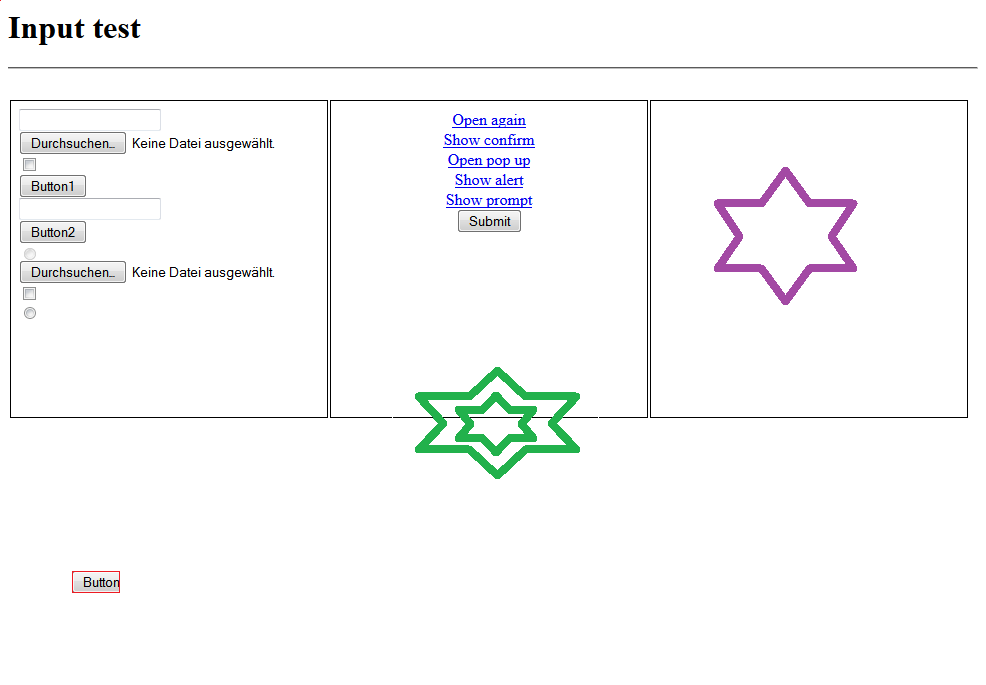 Input test
Durchsuchen... Keine Datei ausgewählt.
Button1
Button2
Durchsuchen... Keine Datei ausgewählt.
Open again
Show confirm
Open pop up
Show alert
Show prompt
Submit
Button